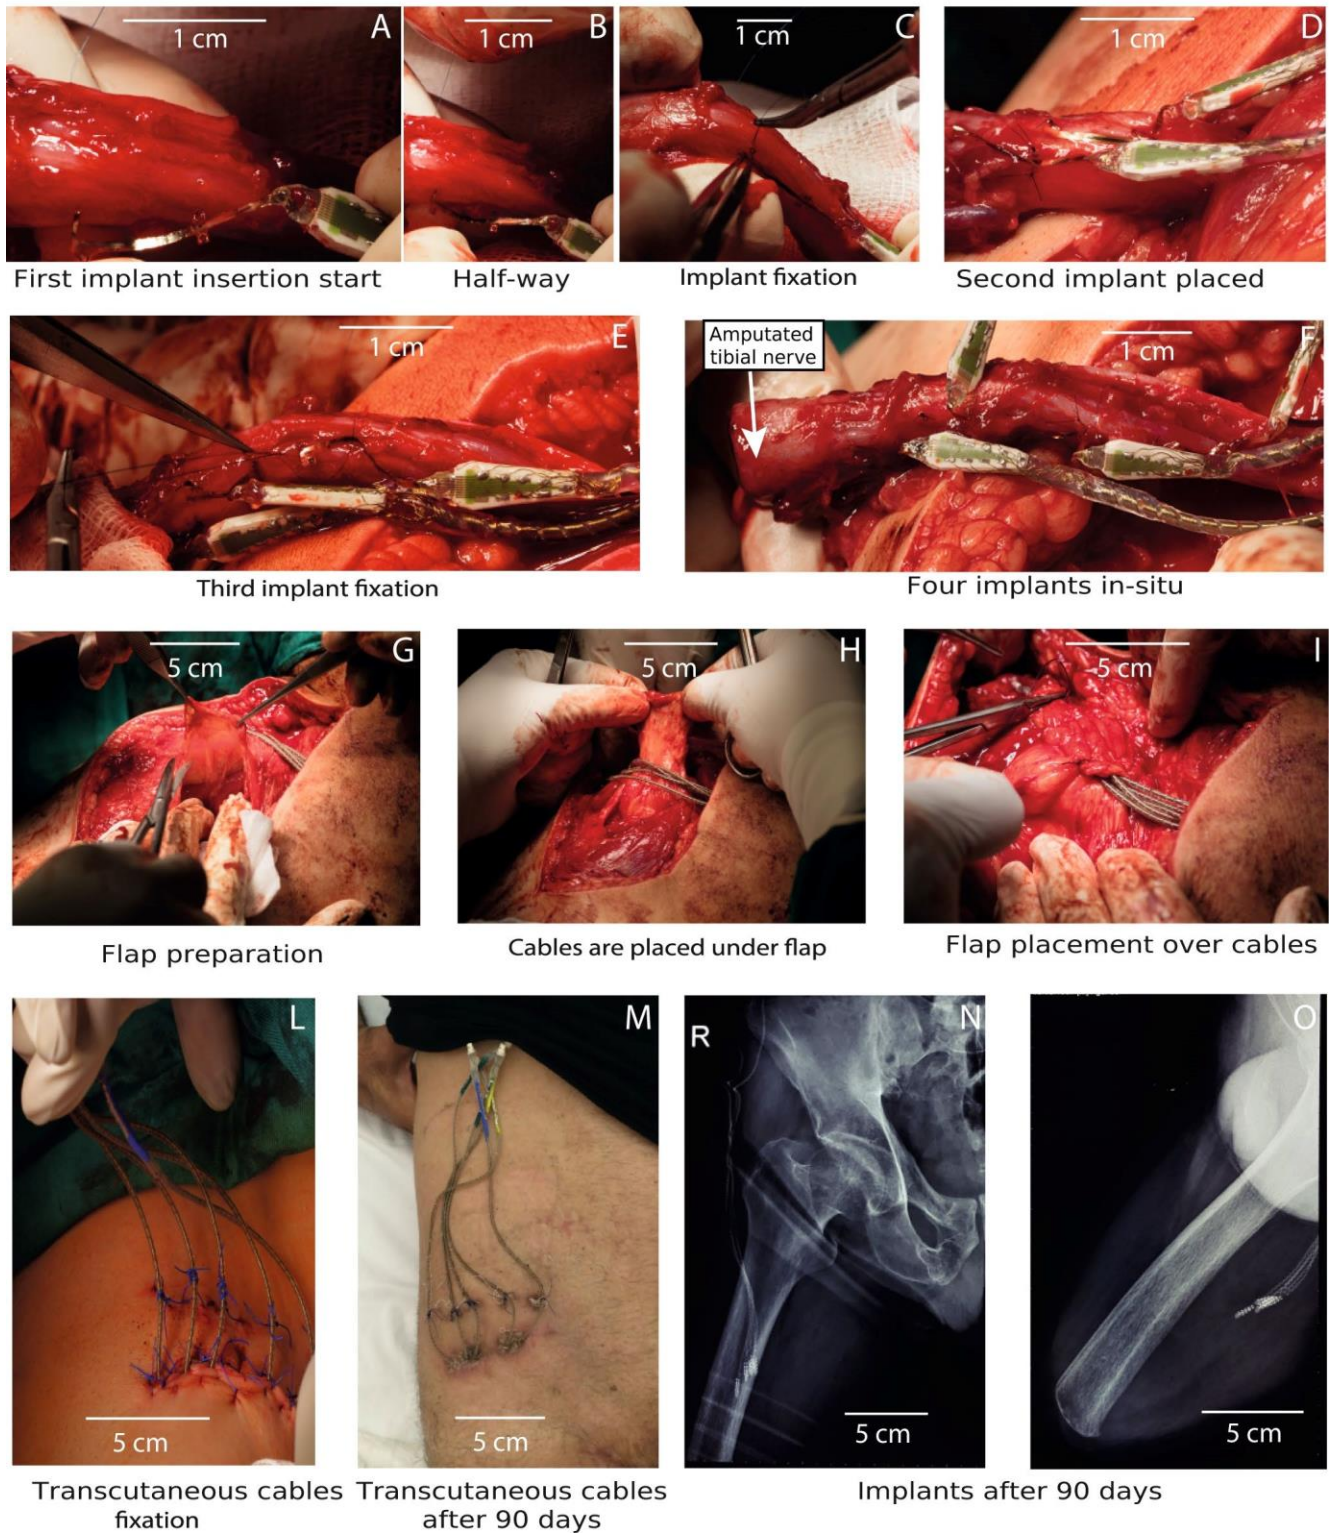 1 cm
A
1 cm
B
1 cm
C
1 cm
D
First implant insertion start
Half-way
Implant fixation
Second implant placed
1 cm
E
Amputated
tibial nerve
1 cm
F
Third implant fixation
Four implants in-situ
5 cm
G
5 cm
H
5 cm
I
Flap preparation
Cables are placed under flap
Flap placement over cables
L
M
R
N
O
5 cm
5 cm
5 cm
5 cm
Transcutaneous cables
fixation
Transcutaneous cables
after 90 days
Implants after 90 days